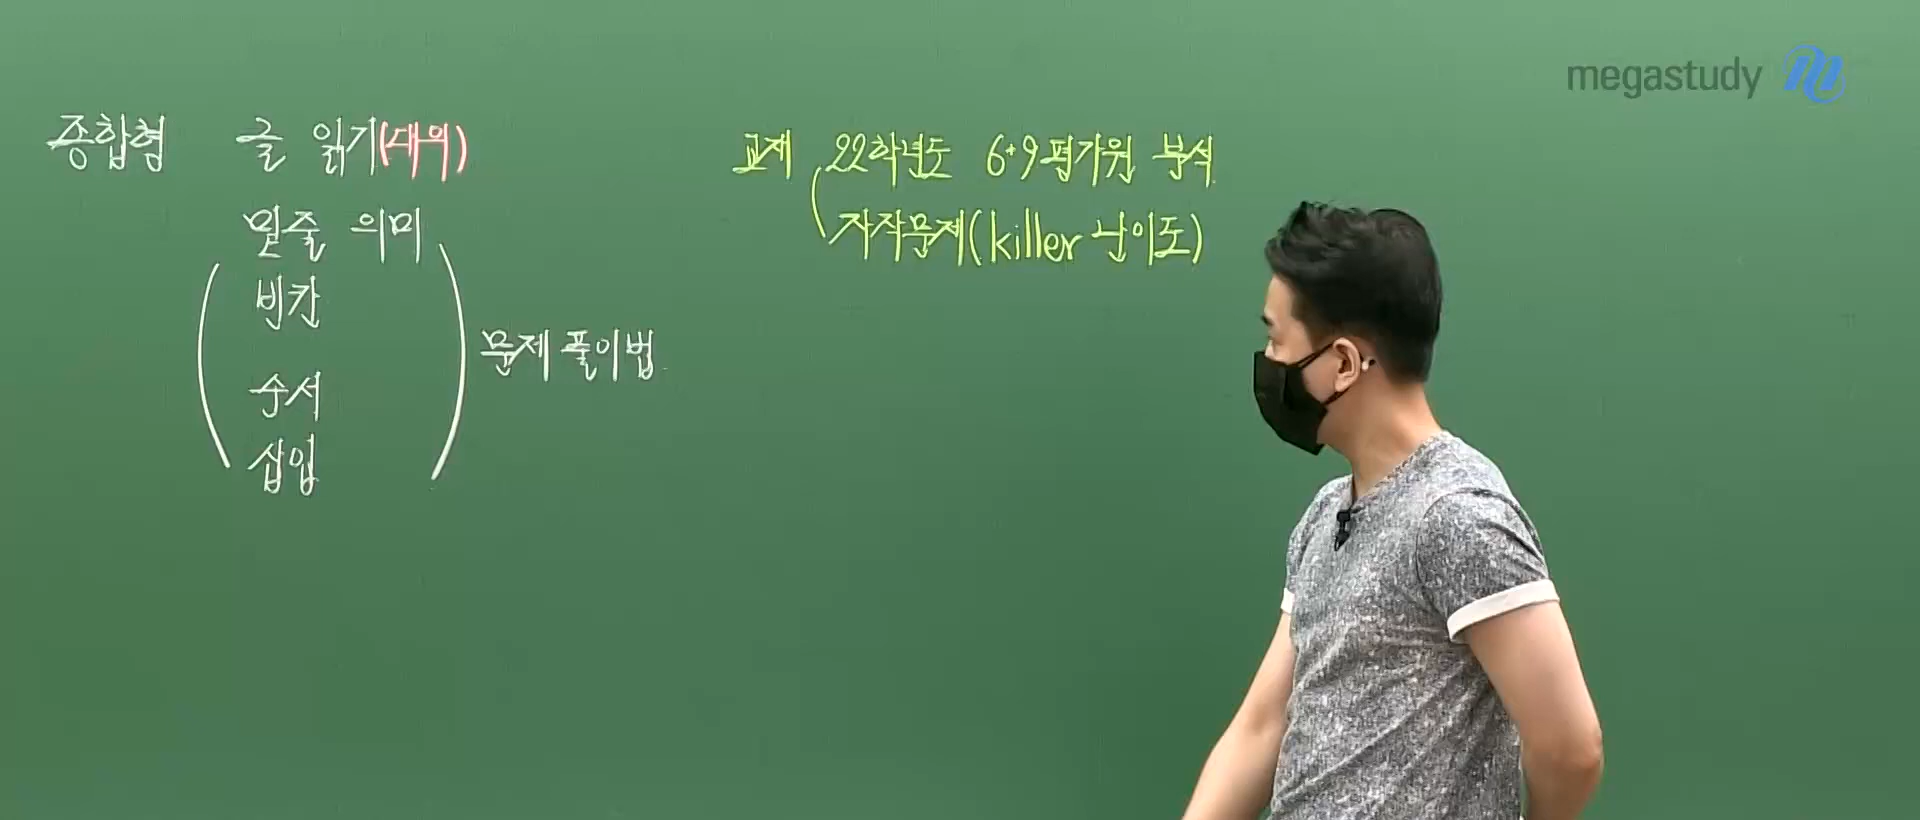 megastudy
종합형 글 읽기(대위)
밑줄 의미
빈칸
순서
삽입
문제 풀이법
교재 22학년도 6·9평가원 분석
자작문제(killer 난이도)